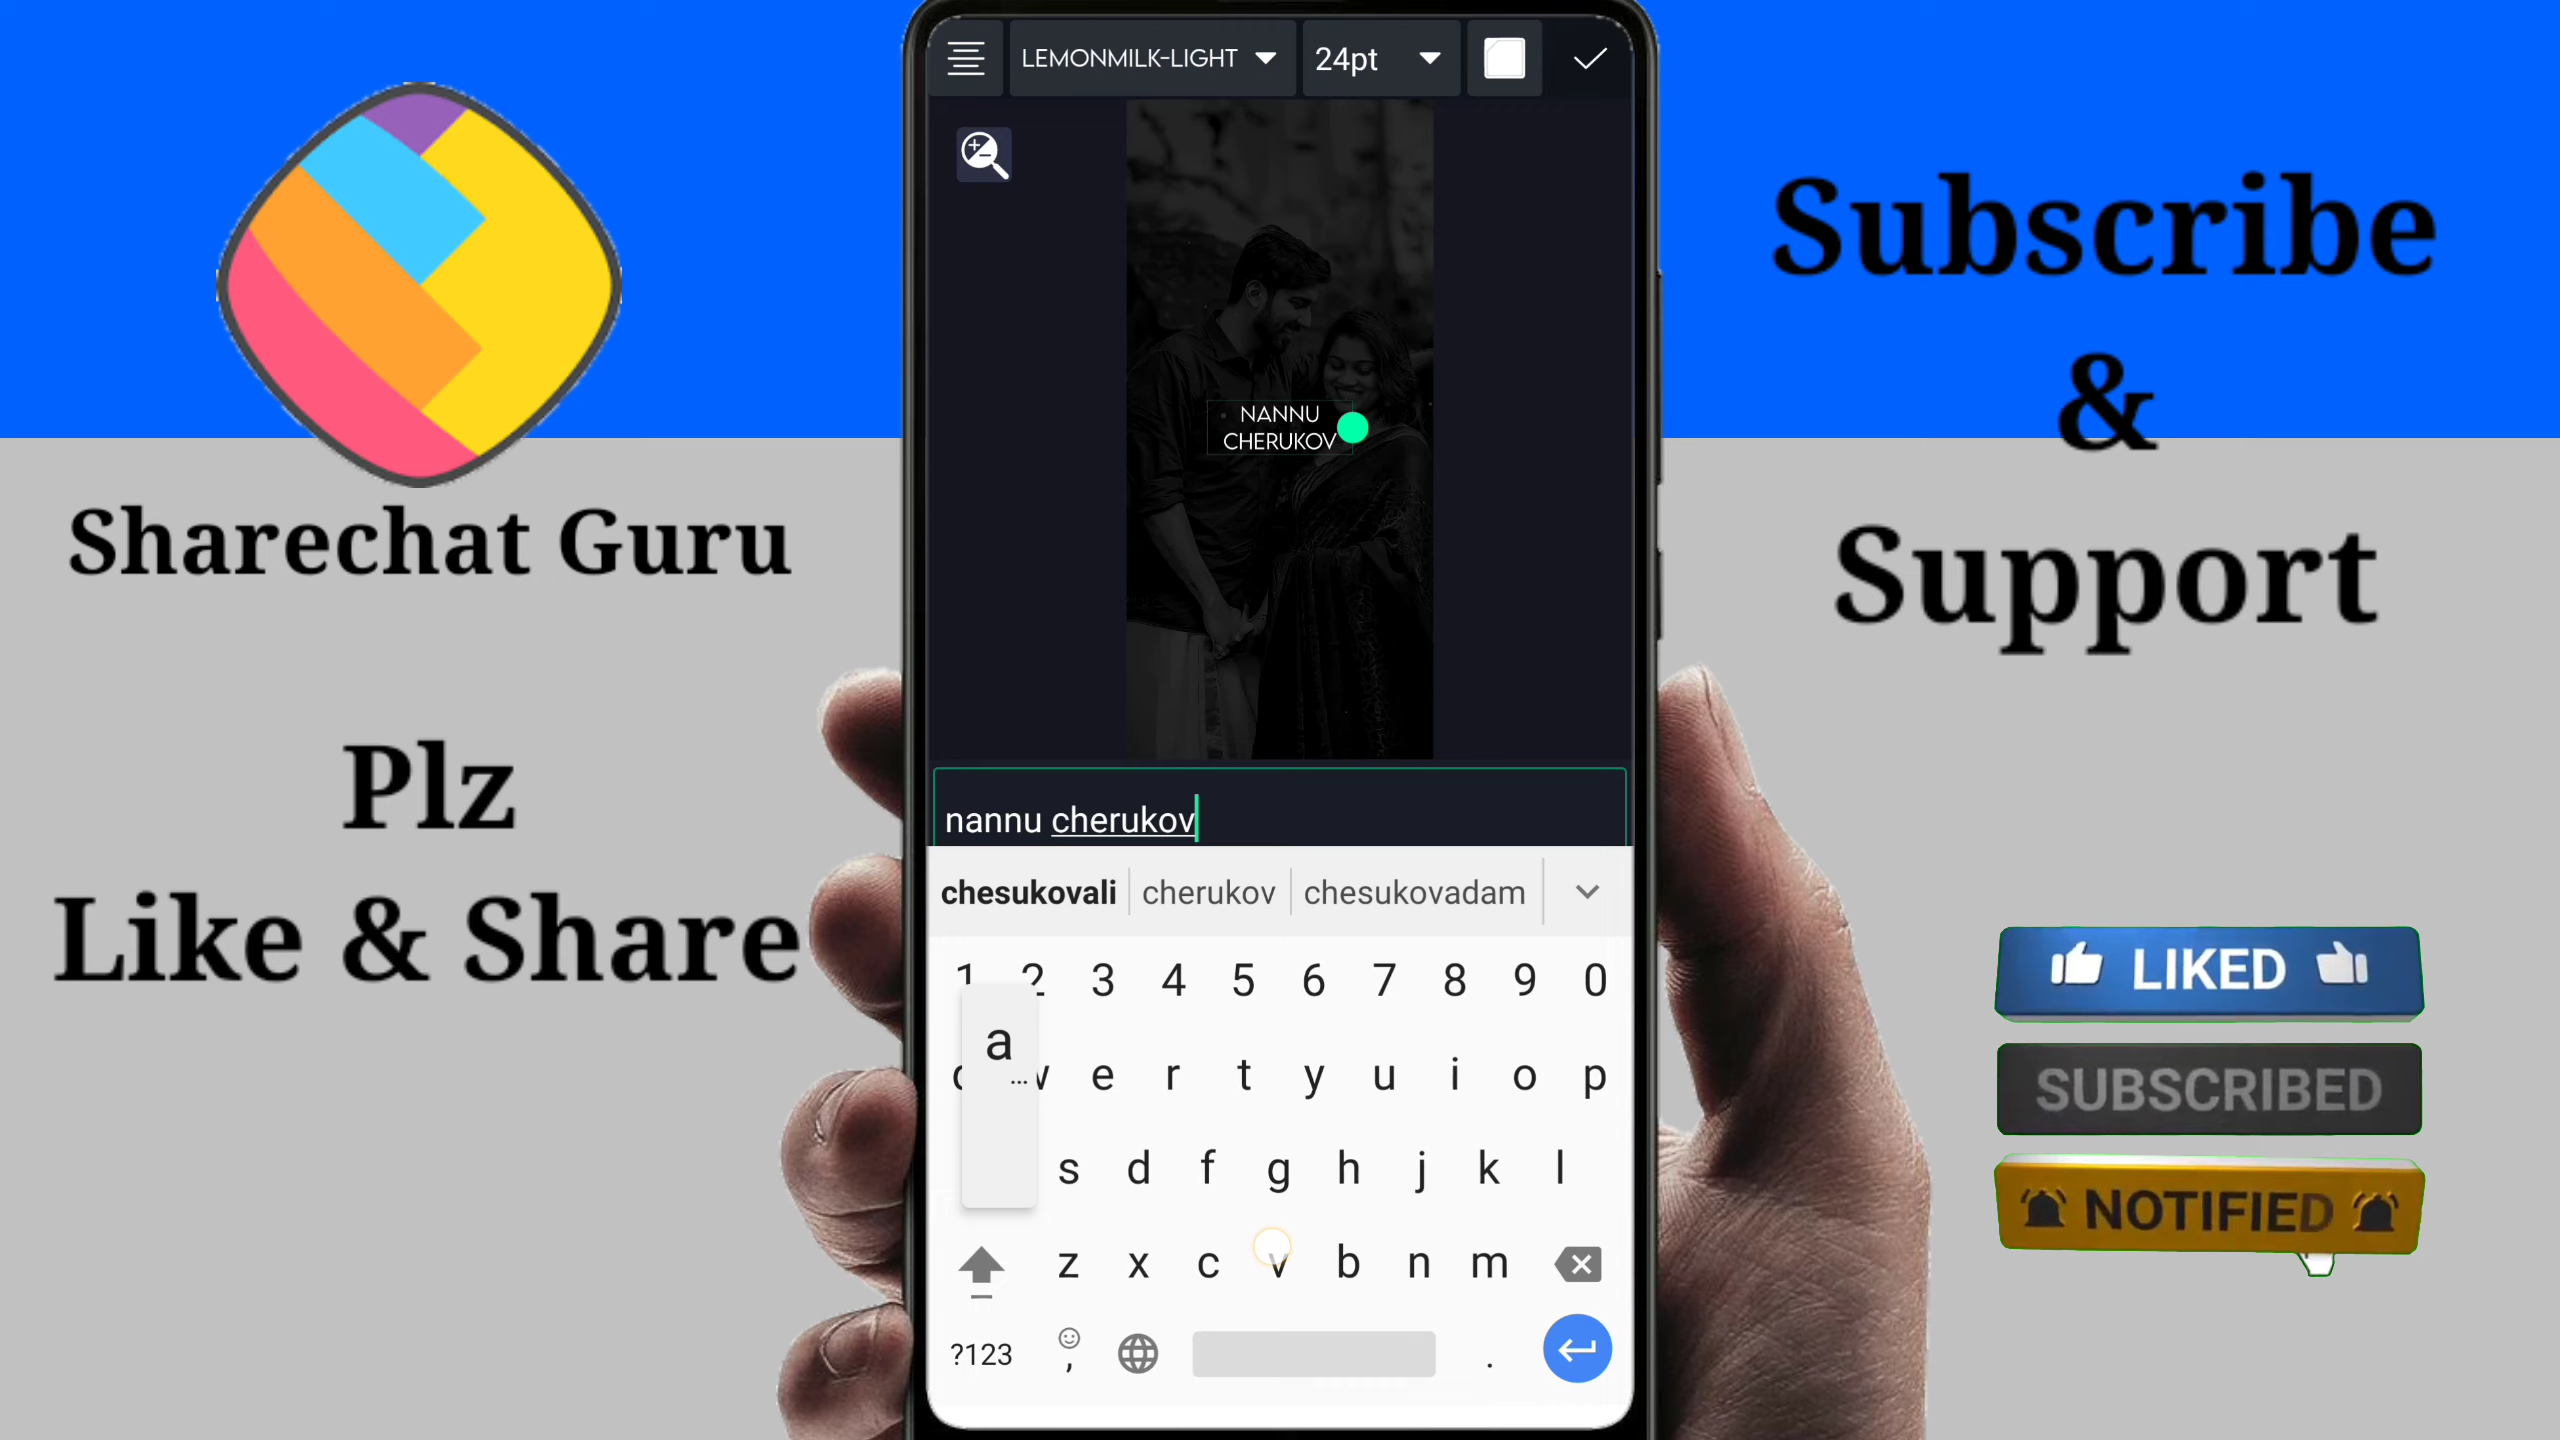 LEMONMILK-LIGHT 24pt
Subscribe
&
Support
NANNU
CHERUKOV
Sharechat Guru
Plz
Like & Share
nannu cherukov
chesukovali cherukov chesukovadam
1 2 3 4 5 6 7 8 9 0
a
w e r t y u i o p
s d f g h j k l
z x c v b n m
?123 , .
LIKED
SUBSCRIBED
NOTIFIED